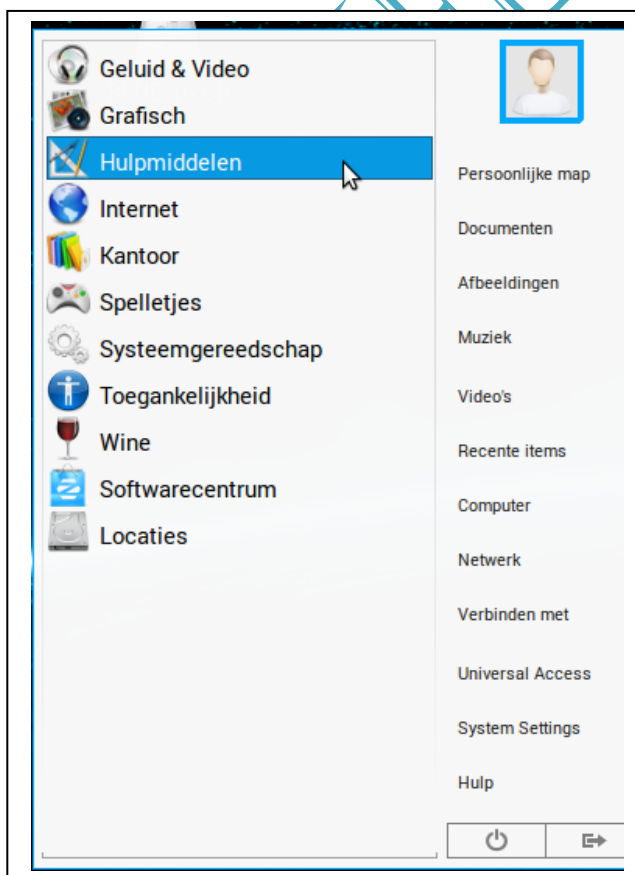 Geluid & Video
Grafisch
Hulpmiddelen
Internet
Kantoor
Spelletjes
Systeemgereedschap
Toegankelijkheid
Wine
Softwarecentrum
Locaties
Persoonlijke map
Documenten
Afbeeldingen
Muziek
Video's
Recente items
Computer
Netwerk
Verbinden met
Universal Access
System Settings
Hulp